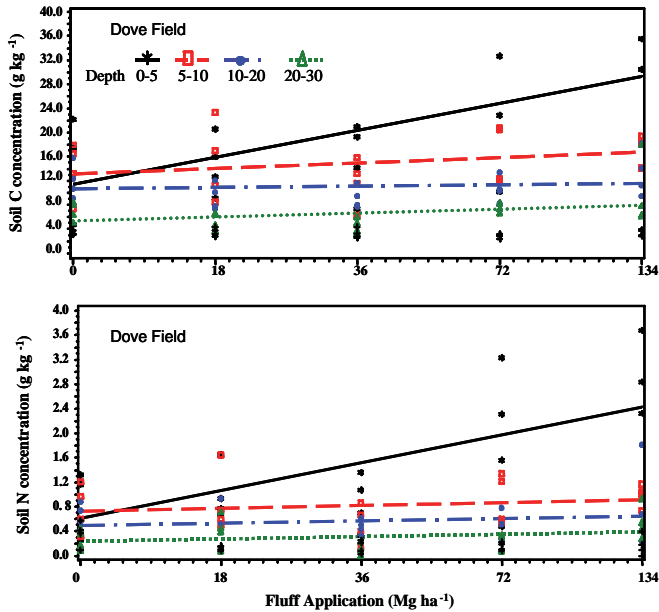 Dove Field
Depth 0-5 5-10 10-20 20-30
Soil C concentration (g kg -1)
40.0
36.0
32.0
28.0
24.0
20.0
16.0
12.0
8.0
4.0
0.0
0 18 36 72 134
Dove Field
Soil N concentration (g kg -1)
4.0
3.6
3.2
2.8
2.4
2.0
1.6
1.2
0.8
0.4
0.0
0 18 36 72 134
Fluff Application (Mg ha-1)